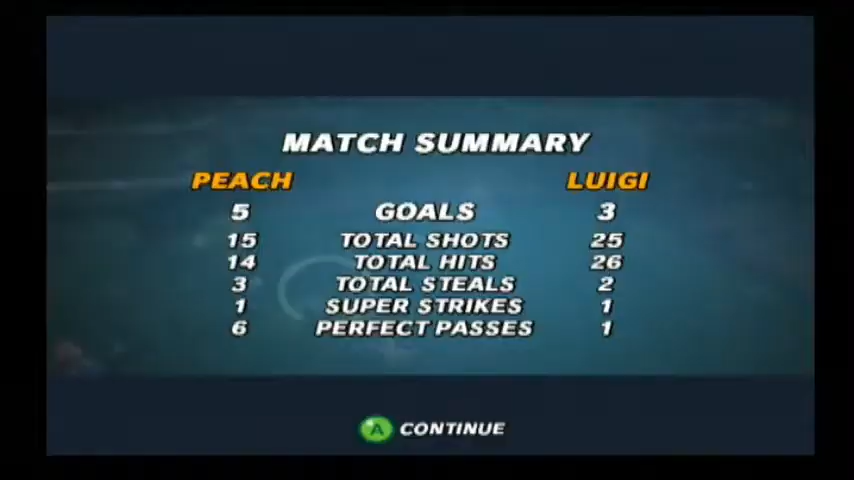 MATCH SUMMARY
PEACH LUIGI
5 GOALS 3
15 TOTAL SHOTS 25
14 TOTAL HITS 26
3 TOTAL STEALS 2
1 SUPER STRIKES 1
6 PERFECT PASSES 1
A CONTINUE